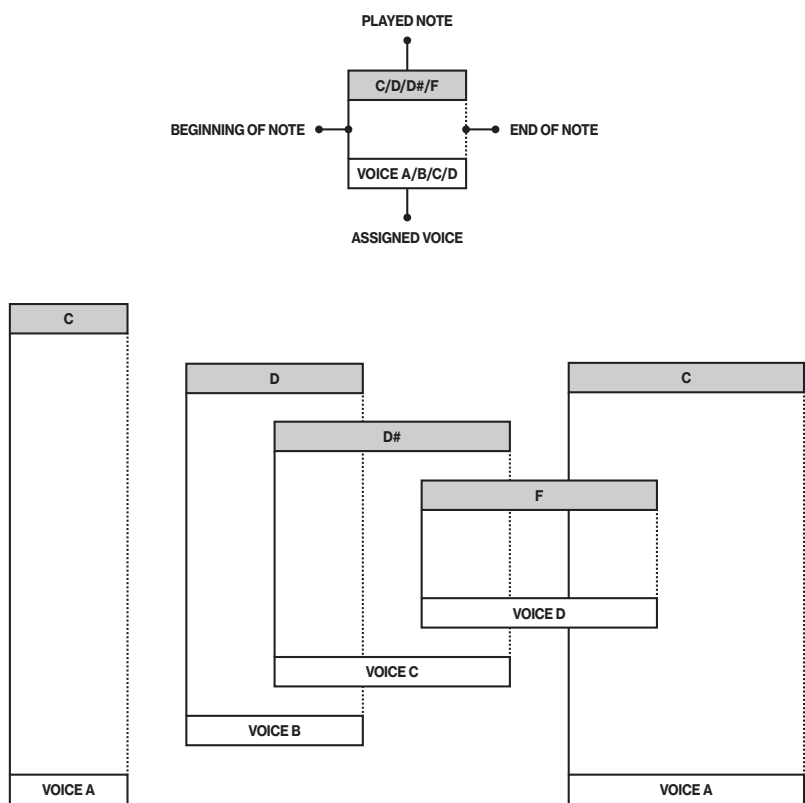 PLAYED NOTE
C/D/D#/F
BEGINNING OF NOTE
END OF NOTE
VOICE A/B/C/D
ASSIGNED VOICE
C
D
C
D#
F
VOICE D
VOICE C
VOICE B
VOICE A
VOICE A